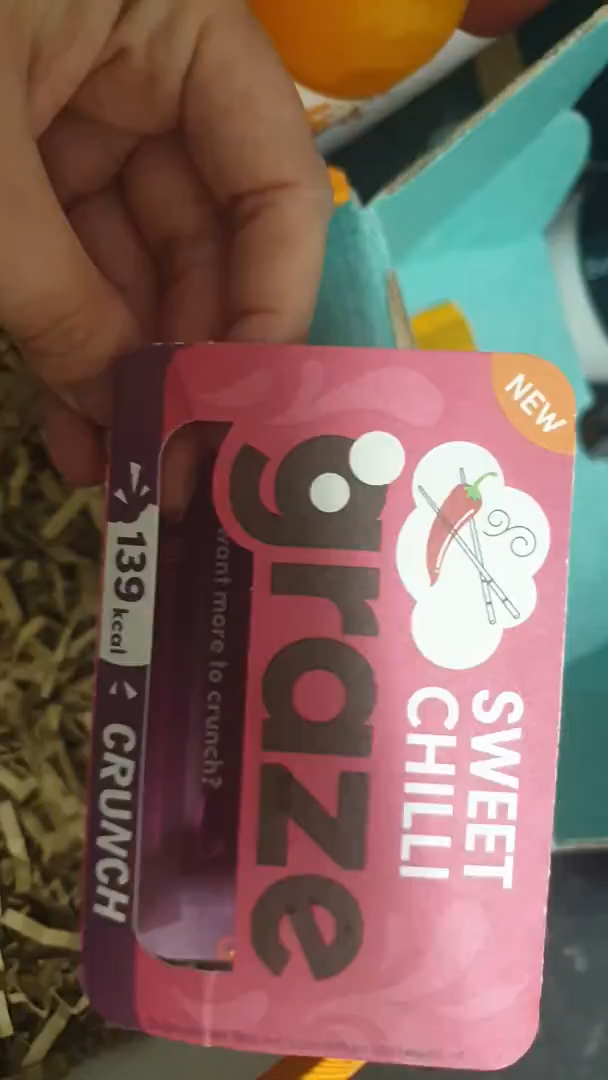 NEW
SWEET
CHILLI
graze
want more to crunch?
139 kcal
CRUNCH